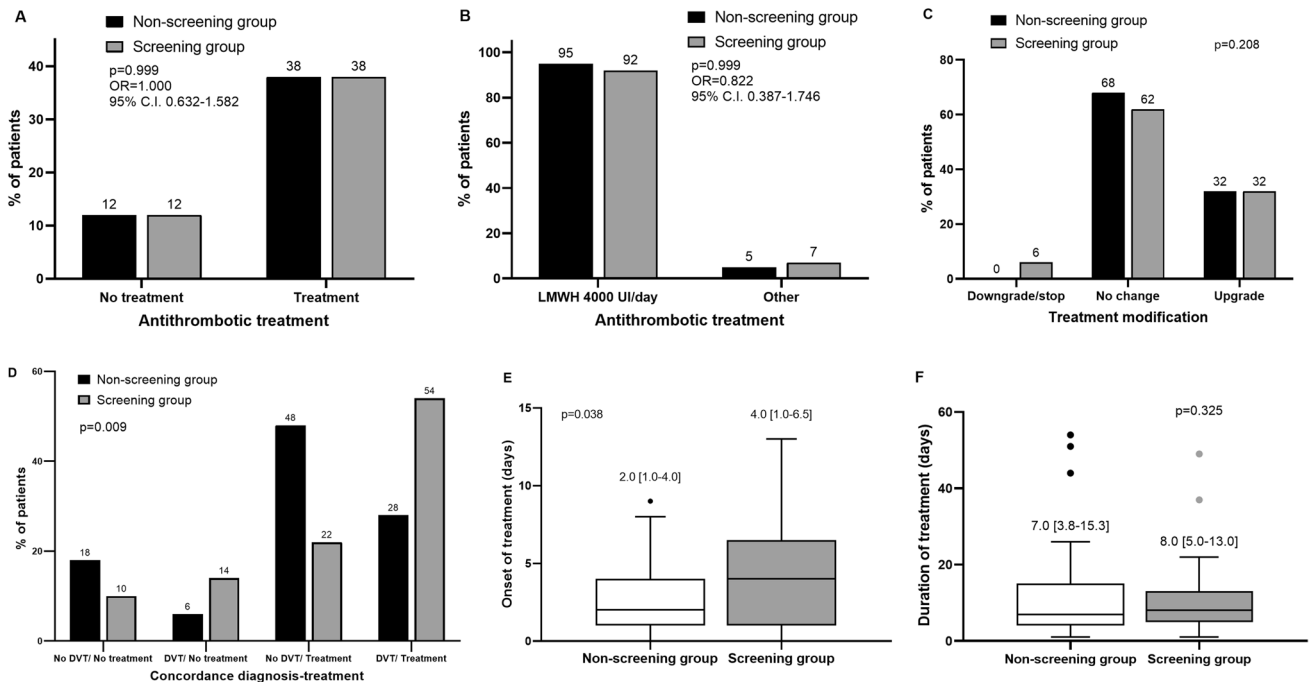 A
Non-screening group
Screening group
p=0.999
OR=1.000
95% C.I. 0.632-1.582
% of patients
40
30
20
10
0
12
12
38
38
No treatment
Treatment
Antithrombotic treatment
B
Non-screening group
Screening group
p=0.999
OR=0.822
95% C.I. 0.387-1.746
% of patients
100
80
60
40
20
0
95
92
5
7
LMWH 4000 UI/day
Other
Antithrombotic treatment
C
Non-screening group
Screening group
p=0.208
% of patients
80
60
40
20
0
0
6
68
62
32
32
Downgrade/stop
No change
Upgrade
Treatment modification
D
Non-screening group
Screening group
p=0.009
% of patients
60
40
20
0
18
10
6
14
48
22
28
54
No DVT/ No treatment
DVT/ No treatment
No DVT/ Treatment
DVT/ Treatment
Concordance diagnosis-treatment
E
p=0.038
Onset of treatment (days)
15
10
5
0
2.0 [1.0-4.0]
4.0 [1.0-6.5]
Non-screening group
Screening group
F
p=0.325
Duration of treatment (days)
60
40
20
0
7.0 [3.8-15.3]
8.0 [5.0-13.0]
Non-screening group
Screening group